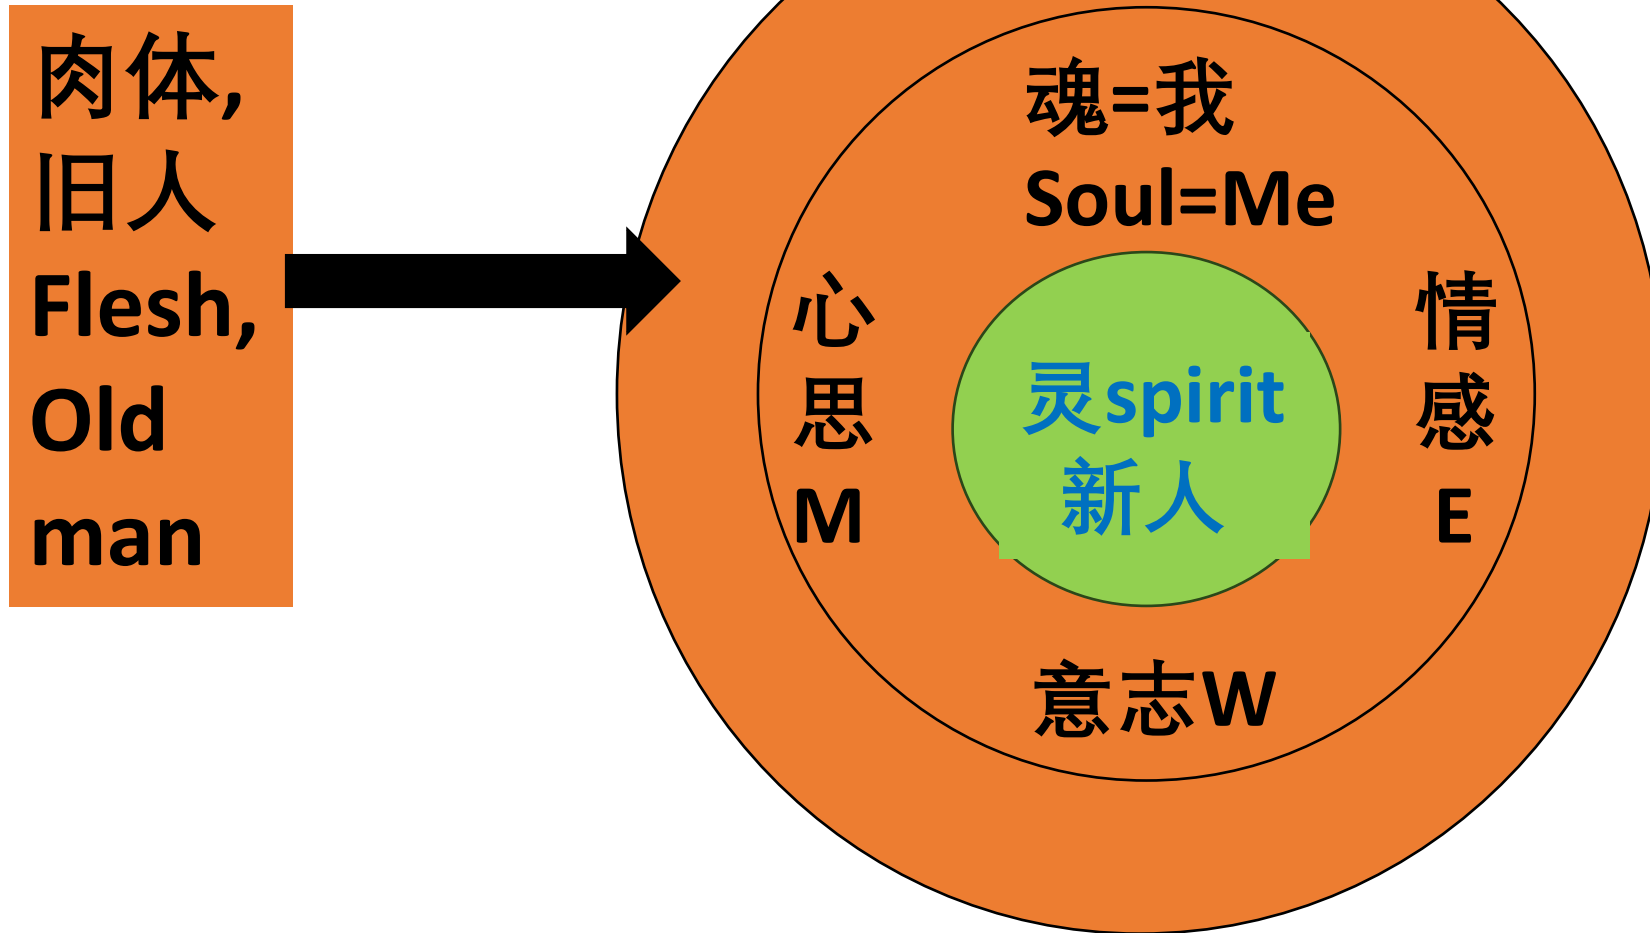 肉体,
旧人
Flesh,
Old
man
魂=我
Soul=Me
心
思
M
灵spirit
新人
情
感
E
意志W